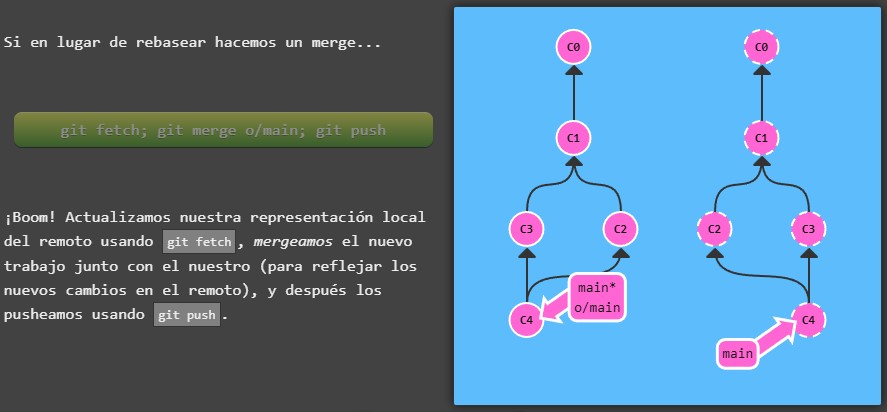 Si en lugar de rebasear hacemos un merge...
git fetch; git merge o/main; git push
¡Boom! Actualizamos nuestra representación local
del remoto usando git fetch, mergeamos el nuevo
trabajo junto con el nuestro (para reflejar los
nuevos cambios en el remoto), y después los
pusheamos usando git push.
C0
C1
C3
C2
C4
main*
o/main
C0
C1
C2
C3
C4
main